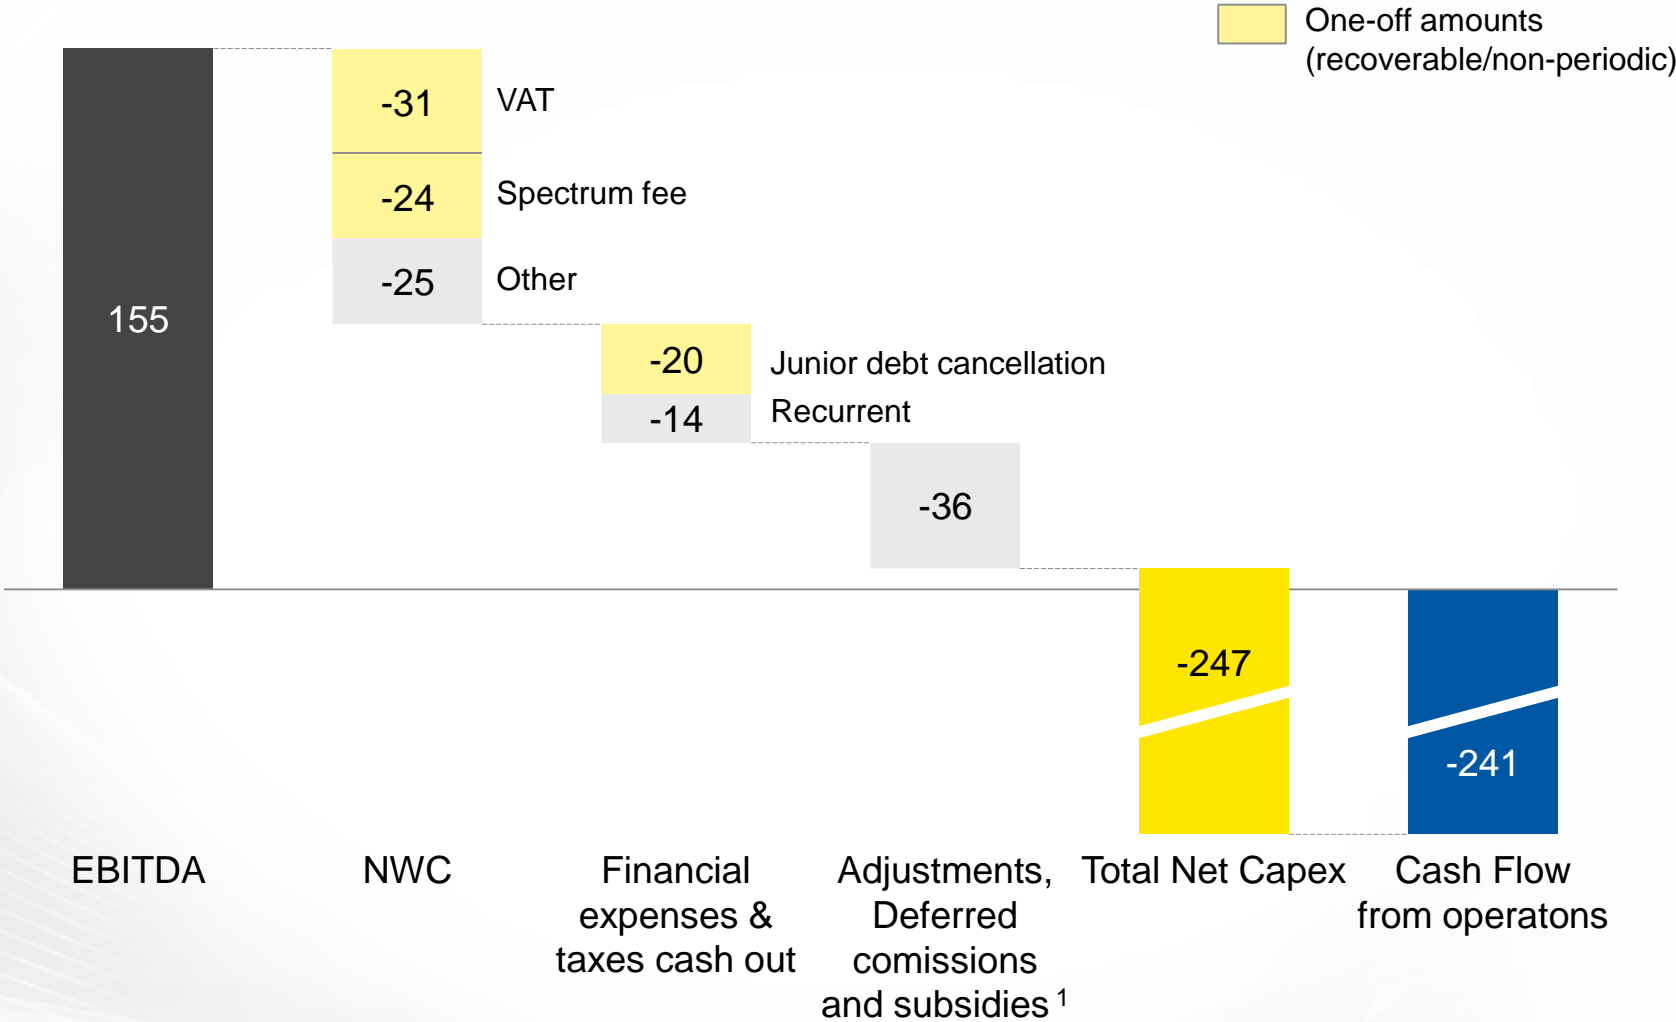 One-off amounts
(recoverable/non-periodic)
-31
VAT
-24
Spectrum fee
-25
Other
155
-20
Junior debt cancellation
-14
Recurrent
-36
-247
-241
EBITDA
NWC
Financial
expenses &
taxes cash out
Adjustments,
Deferred
comissions
and subsidies 1
Total Net Capex
Cash Flow
from operatons